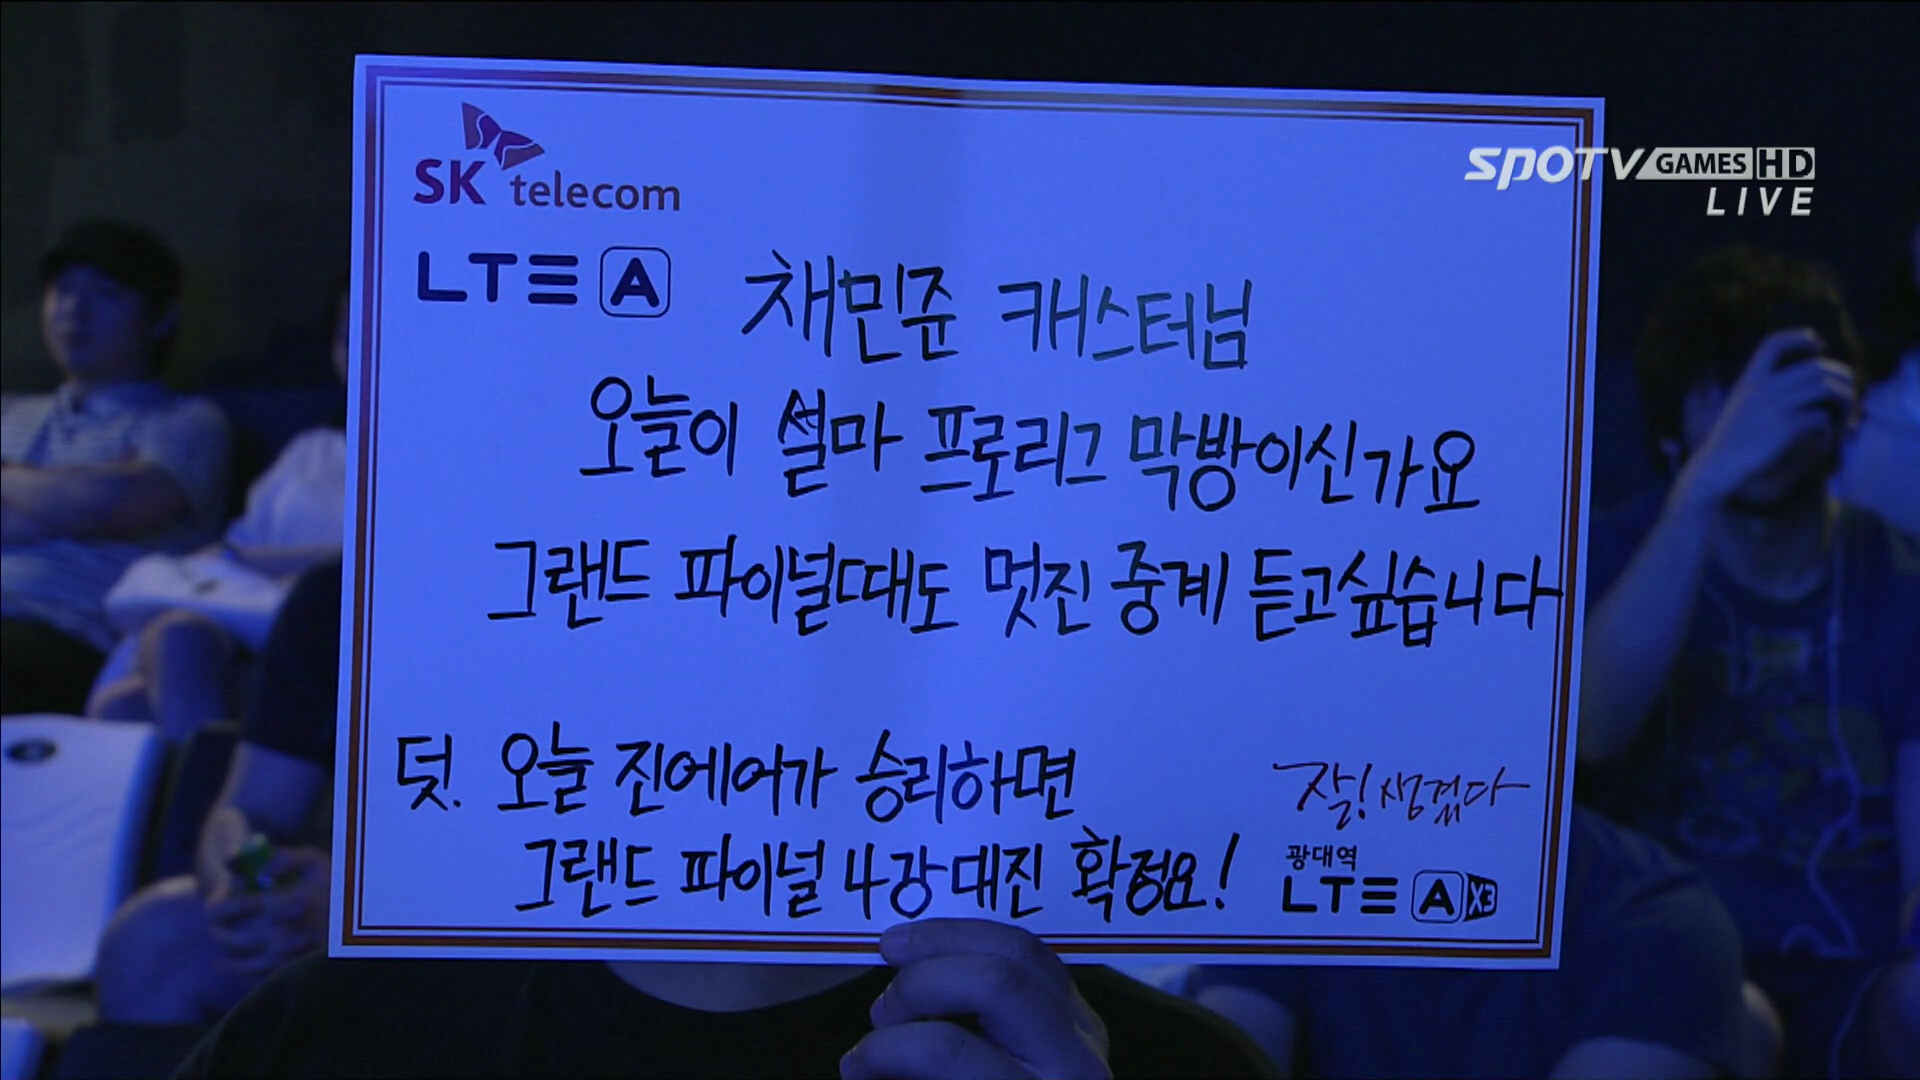 SK telecom
SPOTV GAMES HD
LIVE
LTE A
채민준 캐스터님
오늘이 설마 프로리그 막방이신가요
그랜드 파이널때도 멋진 중계 듣고싶습니다
덧. 오늘 진에어가 승리하면
그랜드 파이널 4강 대진 확정요!
잘! 생겼다
광대역
LTE A X3